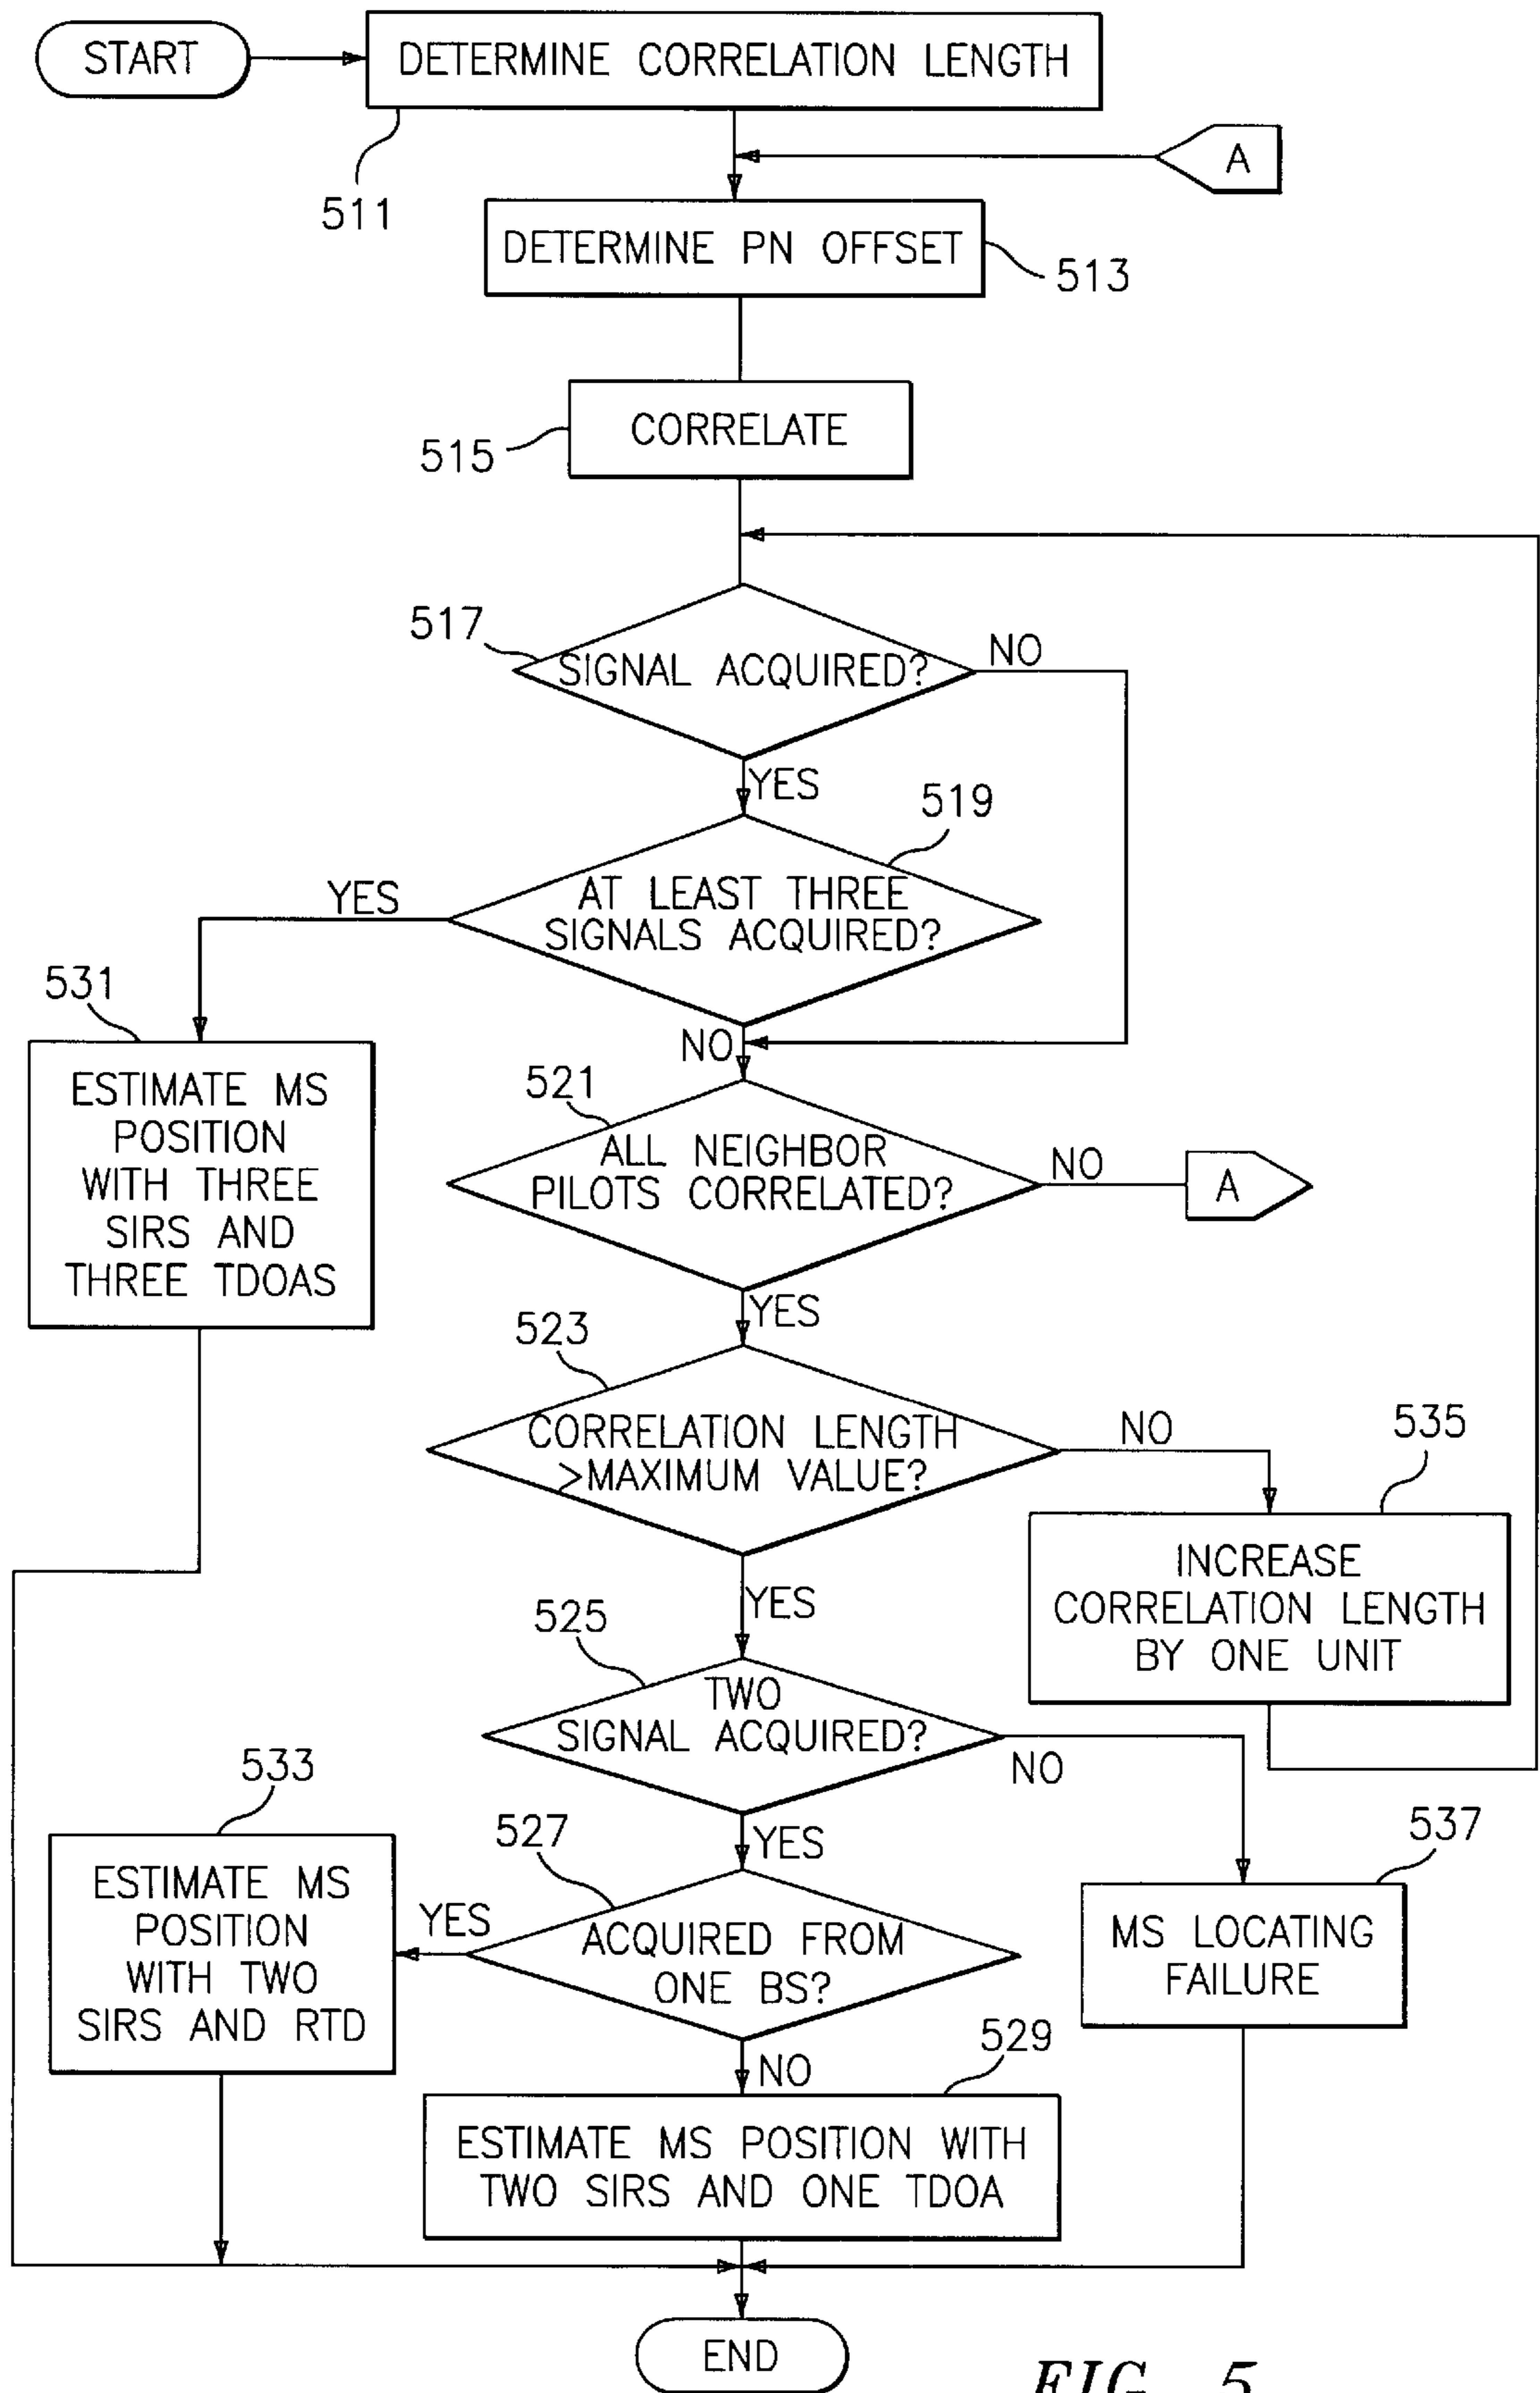 START
DETERMINE CORRELATION LENGTH
511
A
DETERMINE PN OFFSET
513
CORRELATE
515
517
SIGNAL ACQUIRED?
NO
YES
519
AT LEAST THREE
SIGNALS ACQUIRED?
YES
NO
531
ESTIMATE MS
POSITION
WITH THREE
SIRS AND
THREE TDOAS
521
ALL NEIGHBOR
PILOTS CORRELATED?
NO
A
YES
523
CORRELATION LENGTH
>MAXIMUM VALUE?
NO
535
INCREASE
CORRELATION LENGTH
BY ONE UNIT
YES
525
TWO
SIGNAL ACQUIRED?
NO
YES
533
ESTIMATE MS
POSITION
WITH TWO
SIRS AND RTD
527
ACQUIRED FROM
ONE BS?
YES
NO
537
MS LOCATING
FAILURE
529
ESTIMATE MS POSITION WITH
TWO SIRS AND ONE TDOA
END
FIG. 5